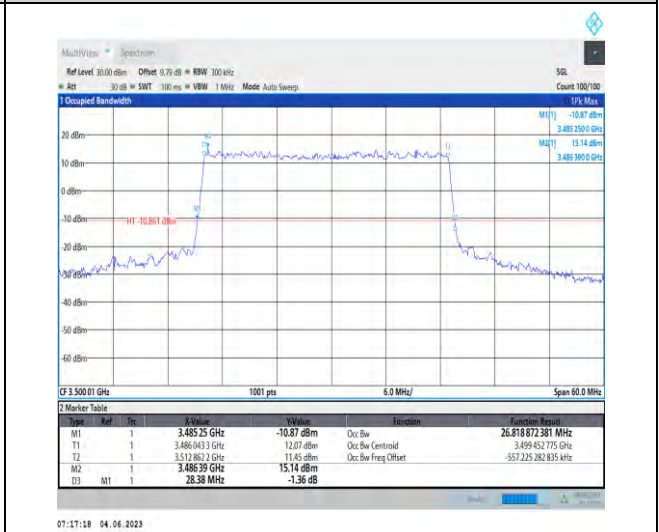 MultiView Spectrum
Ref Level 30.00 dBm Offset 9.79 dB RBW 300 kHz SGL
Att 30 dB SWT 100 ms VBW 1 MHz Mode Auto Sweep Count 100/100
1 Occupied Bandwidth 1Pk Max
M1[1] -10.87 dBm
3.485 250 0 GHz
M2[1] 15.14 dBm
3.486 390 0 GHz
20 dBm
10 dBm
0 dBm
-10 dBm
H1 -10.861 dBm
-20 dBm
-30 dBm
-40 dBm
-50 dBm
-60 dBm
M2
T1
T2
M1
D3
CF 3.500 01 GHz 1001 pts 6.0 MHz/ Span 60.0 MHz
2 Marker Table
Type Ref Trc X-Value Y-Value Function Function Result
M1 1 3.485 25 GHz -10.87 dBm Occ Bw 26.818 872 381 MHz
T1 1 3.486 043 3 GHz 12.07 dBm Occ Bw Centroid 3.499 452 775 GHz
T2 1 3.512 862 2 GHz 11.45 dBm Occ Bw Freq Offset -557.225 282 835 kHz
M2 1 3.486 39 GHz 15.14 dBm
D3 M1 1 28.38 MHz -1.36 dB
07:17:18 04.06.2023